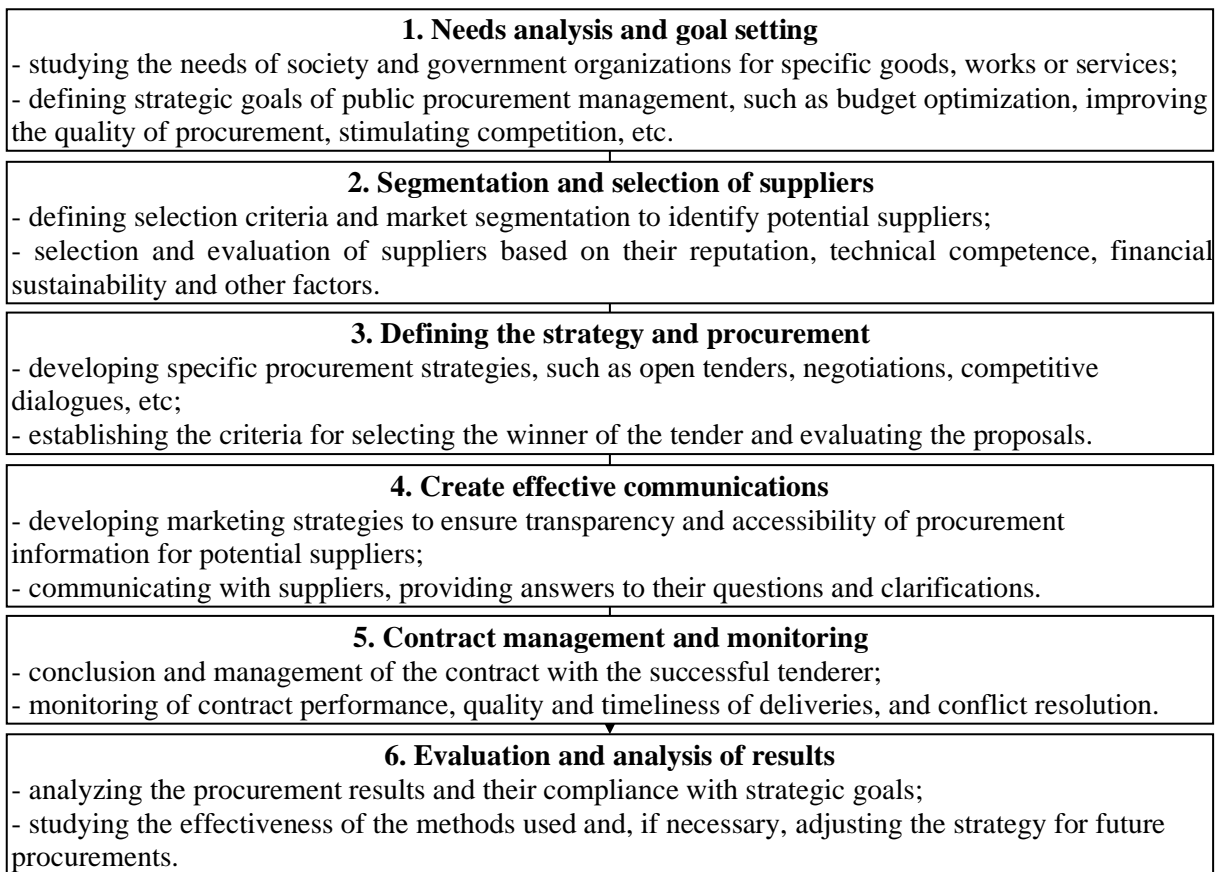 1. Needs analysis and goal setting
- studying the needs of society and government organizations for specific goods, works or services;
- defining strategic goals of public procurement management, such as budget optimization, improving
the quality of procurement, stimulating competition, etc.
2. Segmentation and selection of suppliers
- defining selection criteria and market segmentation to identify potential suppliers;
- selection and evaluation of suppliers based on their reputation, technical competence, financial
sustainability and other factors.
3. Defining the strategy and procurement
- developing specific procurement strategies, such as open tenders, negotiations, competitive
dialogues, etc;
- establishing the criteria for selecting the winner of the tender and evaluating the proposals.
4. Create effective communications
- developing marketing strategies to ensure transparency and accessibility of procurement
information for potential suppliers;
- communicating with suppliers, providing answers to their questions and clarifications.
5. Contract management and monitoring
- conclusion and management of the contract with the successful tenderer;
- monitoring of contract performance, quality and timeliness of deliveries, and conflict resolution.
6. Evaluation and analysis of results
- analyzing the procurement results and their compliance with strategic goals;
- studying the effectiveness of the methods used and, if necessary, adjusting the strategy for future
procurements.